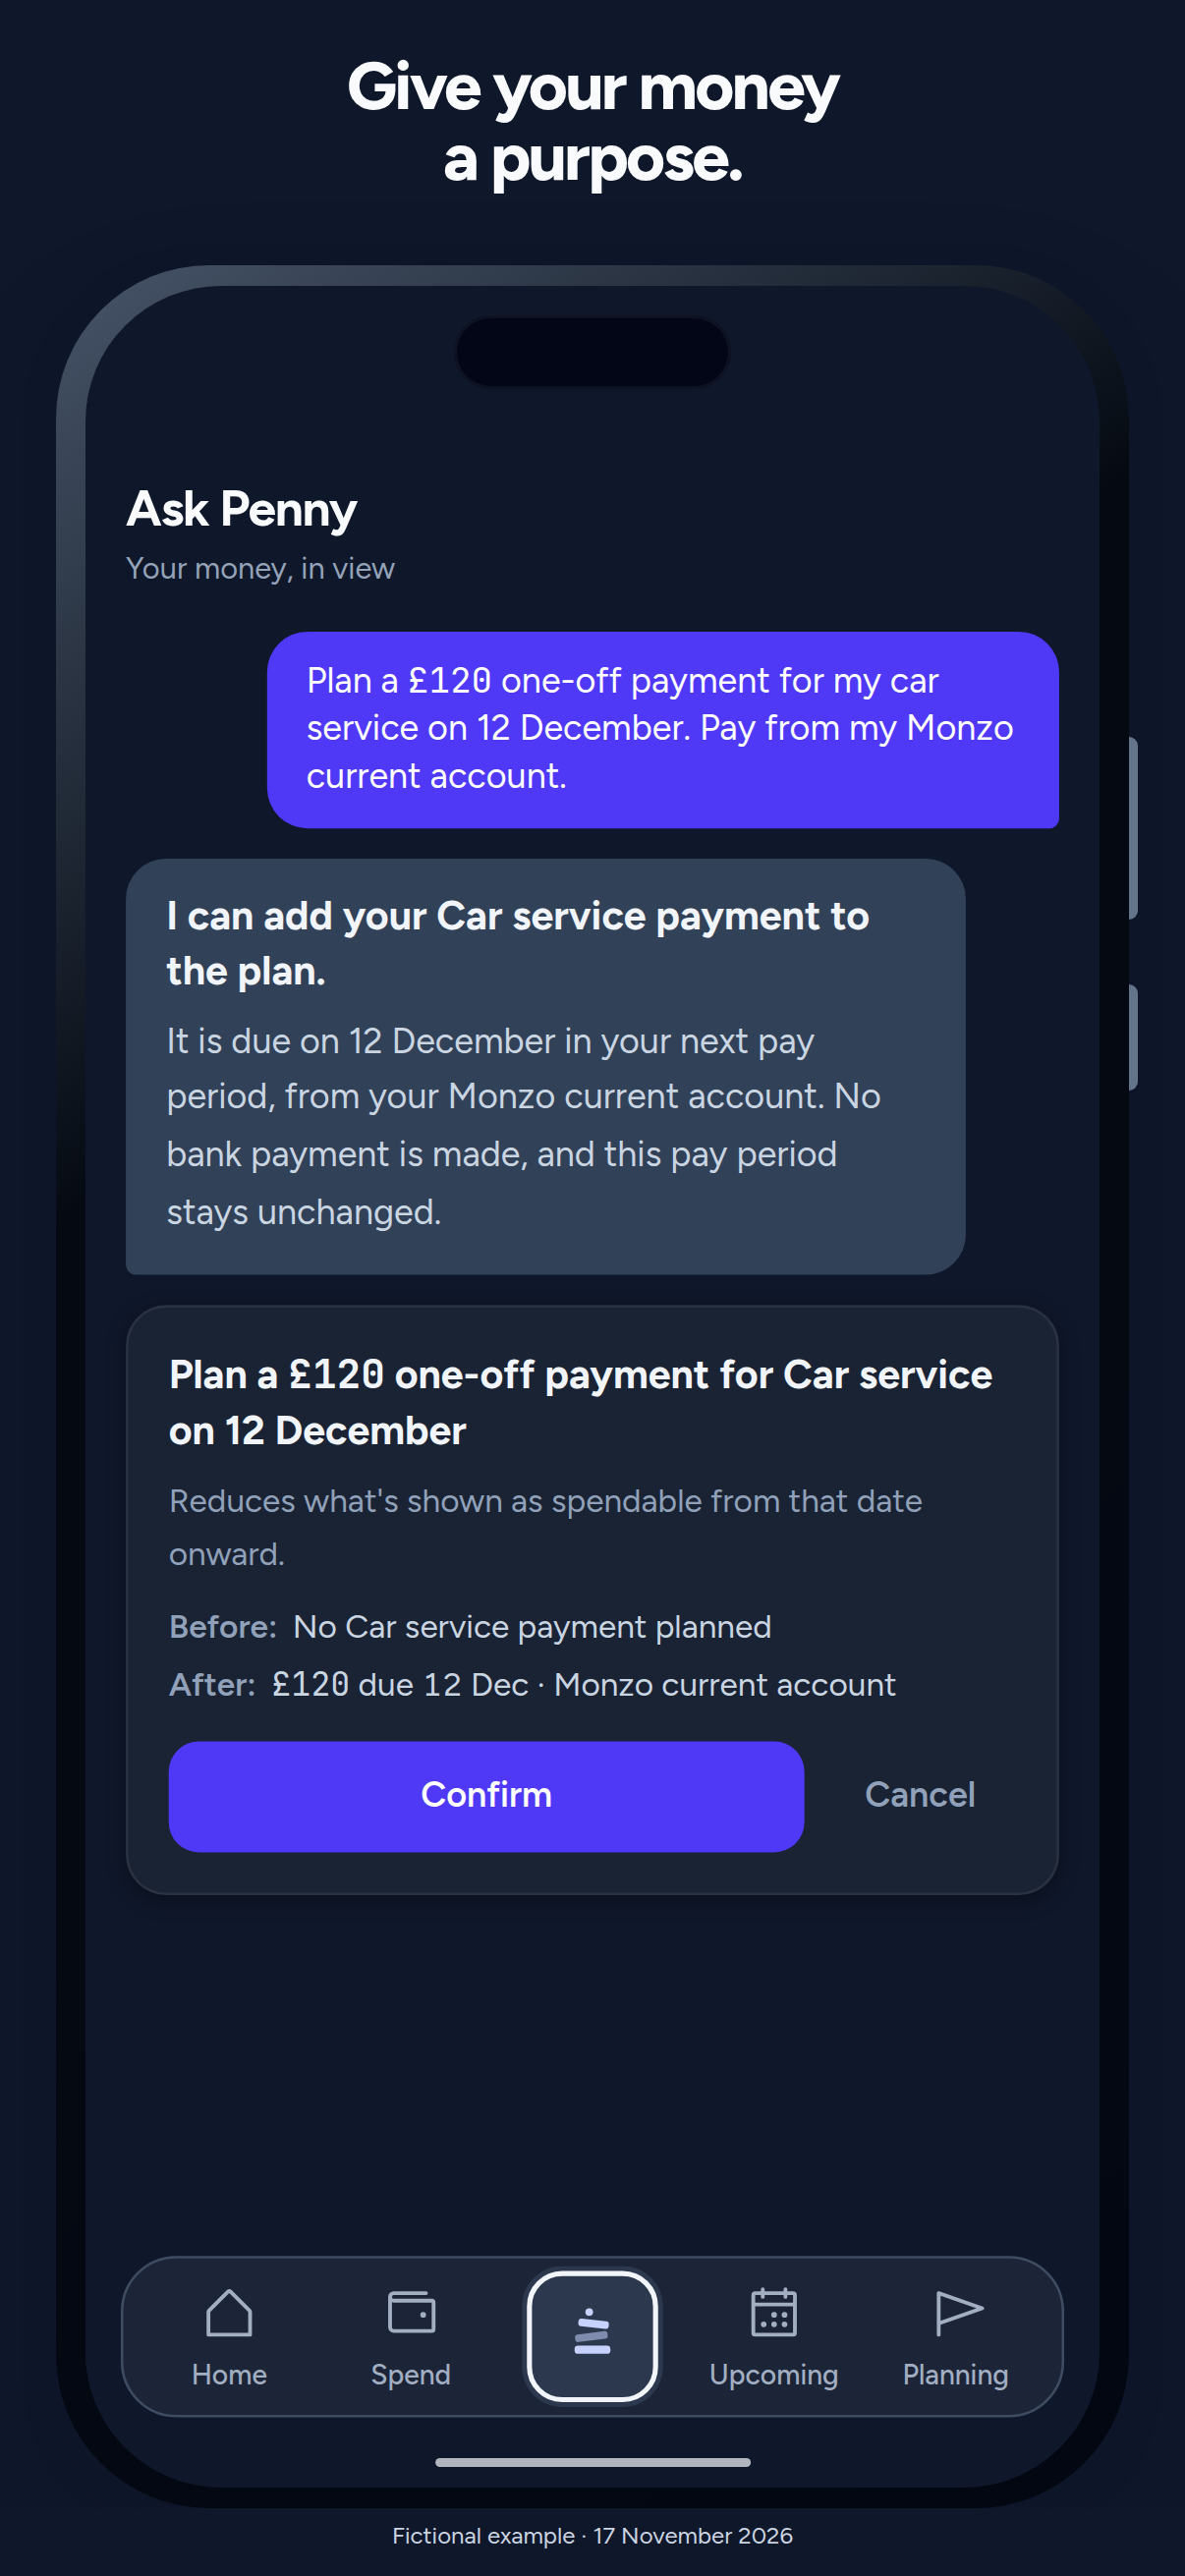 Give your money
a purpose.
Ask Penny
Your money, in view
Plan a £120 one-off payment for my car
service on 12 December. Pay from my Monzo
current account.
I can add your Car service payment to
the plan.
It is due on 12 December in your next pay
period, from your Monzo current account. No
bank payment is made, and this pay period
stays unchanged.
Plan a £120 one-off payment for Car service
on 12 December
Reduces what's shown as spendable from that date
onward.
Before: No Car service payment planned
After: £120 due 12 Dec · Monzo current account
Confirm Cancel
Home Spend Upcoming Planning
Fictional example · 17 November 2026